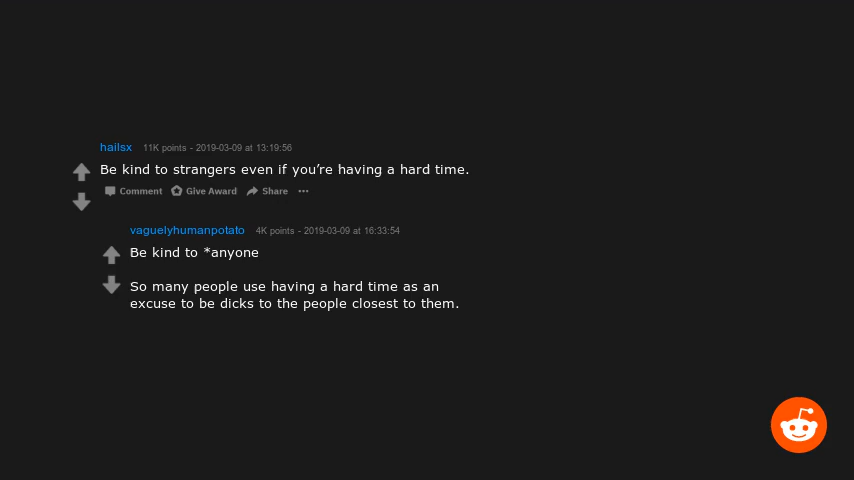 hailsx 11K points - 2019-03-09 at 13:19:56
Be kind to strangers even if you’re having a hard time.
Comment Give Award Share ···
vaguelyhumanpotato 4K points - 2019-03-09 at 16:33:54
Be kind to *anyone
So many people use having a hard time as an
excuse to be dicks to the people closest to them.